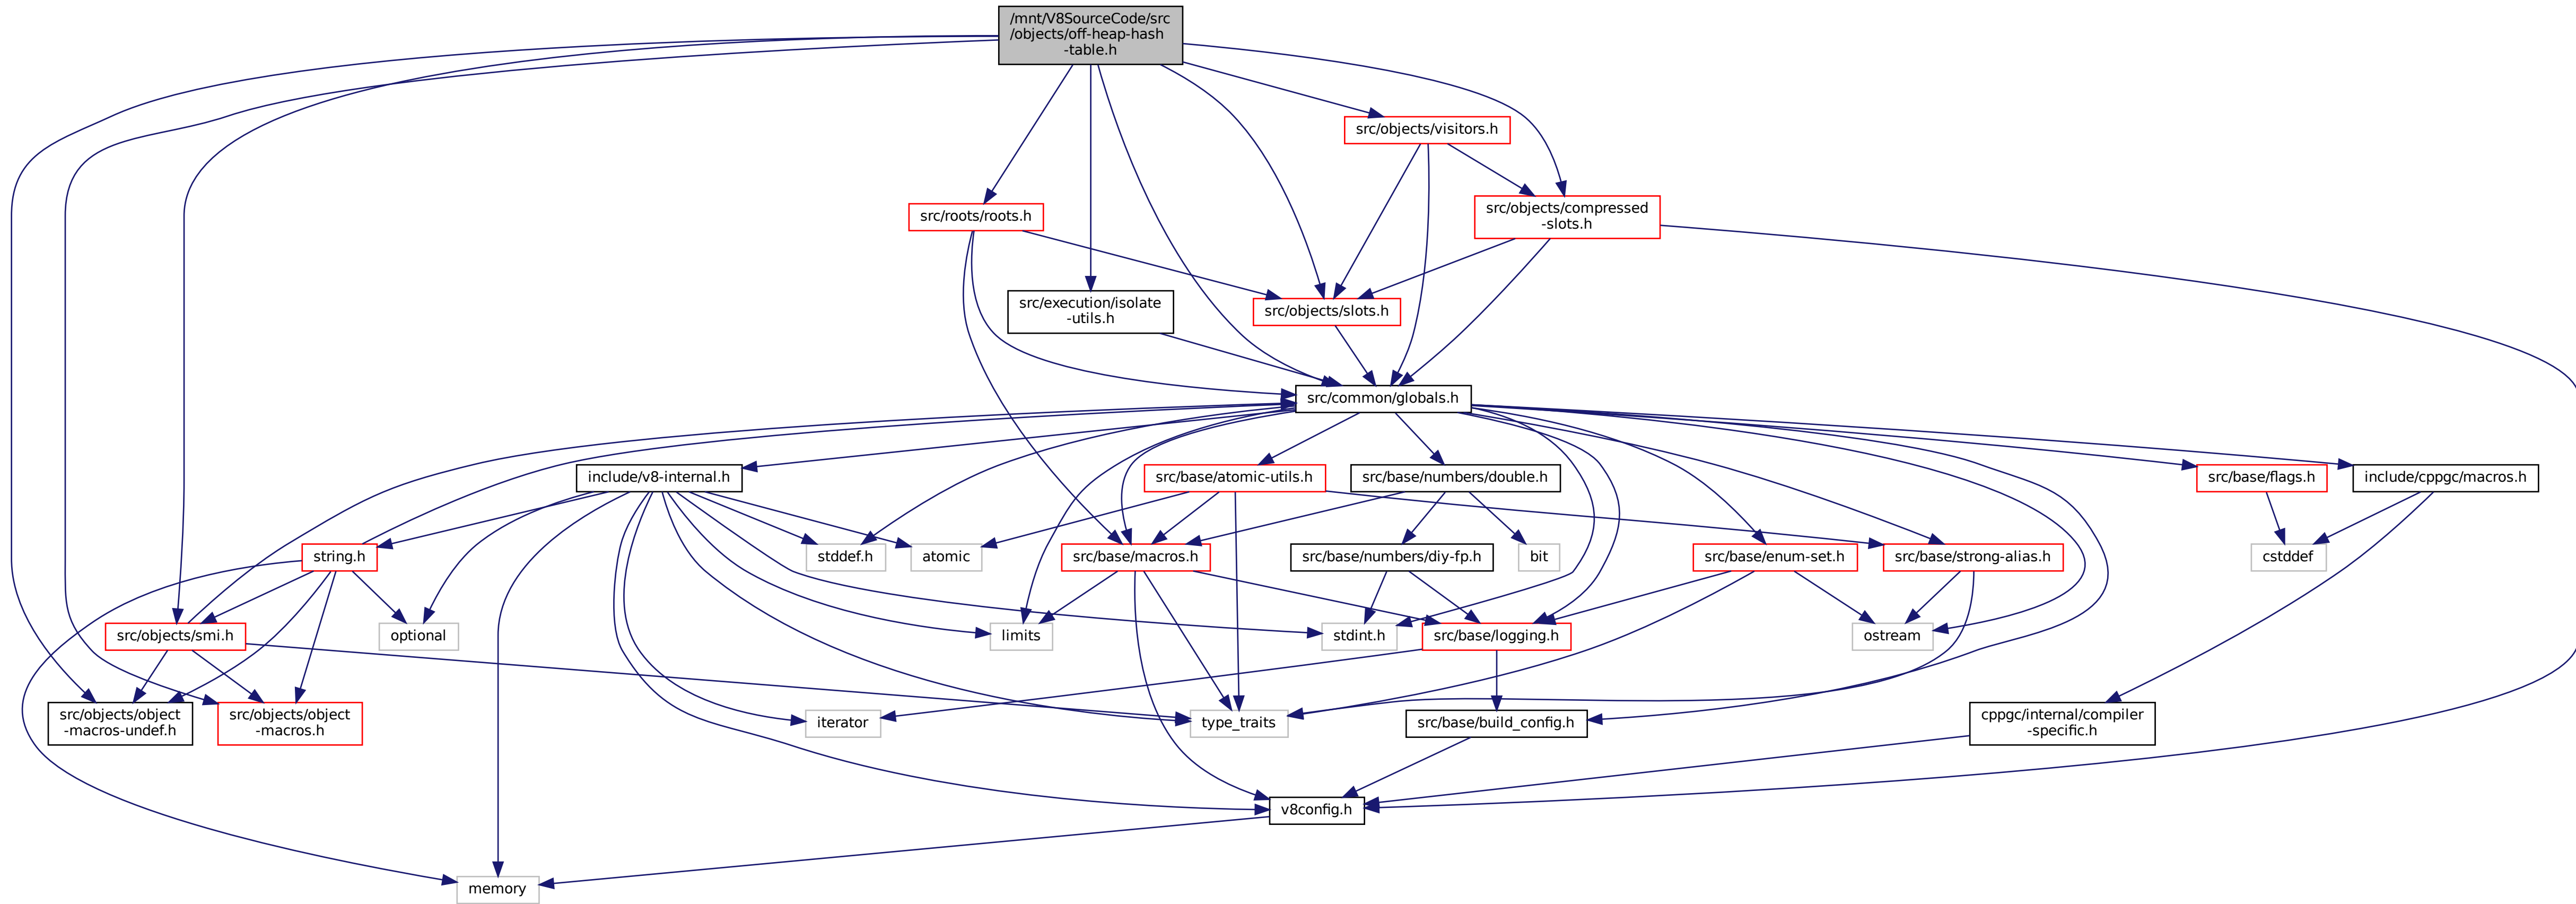 /mnt/V8SourceCode/src
/objects/off-heap-hash
-table.h
src/objects/visitors.h
src/roots/roots.h
src/objects/compressed
-slots.h
src/execution/isolate
-utils.h
src/objects/slots.h
src/common/globals.h
include/v8-internal.h
src/base/atomic-utils.h
src/base/numbers/double.h
src/base/flags.h
include/cppgc/macros.h
string.h
stddef.h
atomic
src/base/macros.h
src/base/numbers/diy-fp.h
bit
src/base/enum-set.h
src/base/strong-alias.h
cstddef
src/objects/smi.h
optional
limits
stdint.h
src/base/logging.h
ostream
src/objects/object
-macros-undef.h
src/objects/object
-macros.h
iterator
type_traits
src/base/build_config.h
cppgc/internal/compiler
-specific.h
v8config.h
memory